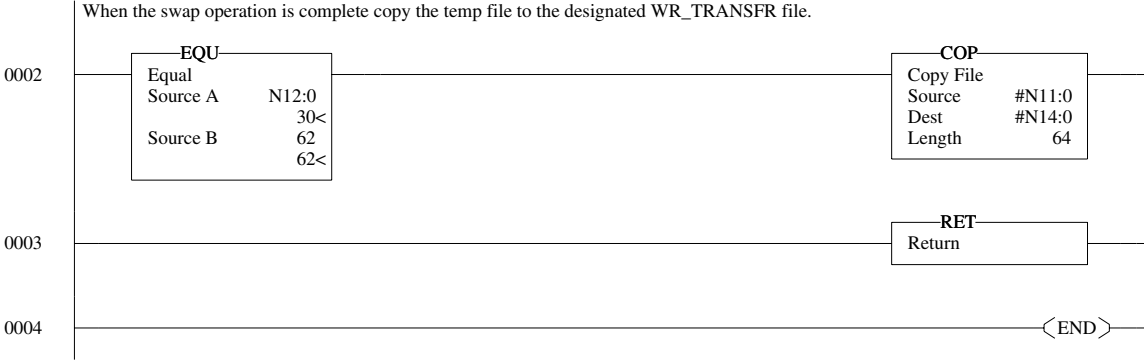 When the swap operation is complete copy the temp file to the designated WR_TRANSFR file.
0002
EQU
Equal
Source A N12:0
30<
Source B 62
62<
COP
Copy File
Source #N11:0
Dest #N14:0
Length 64
0003
RET
Return
0004
END